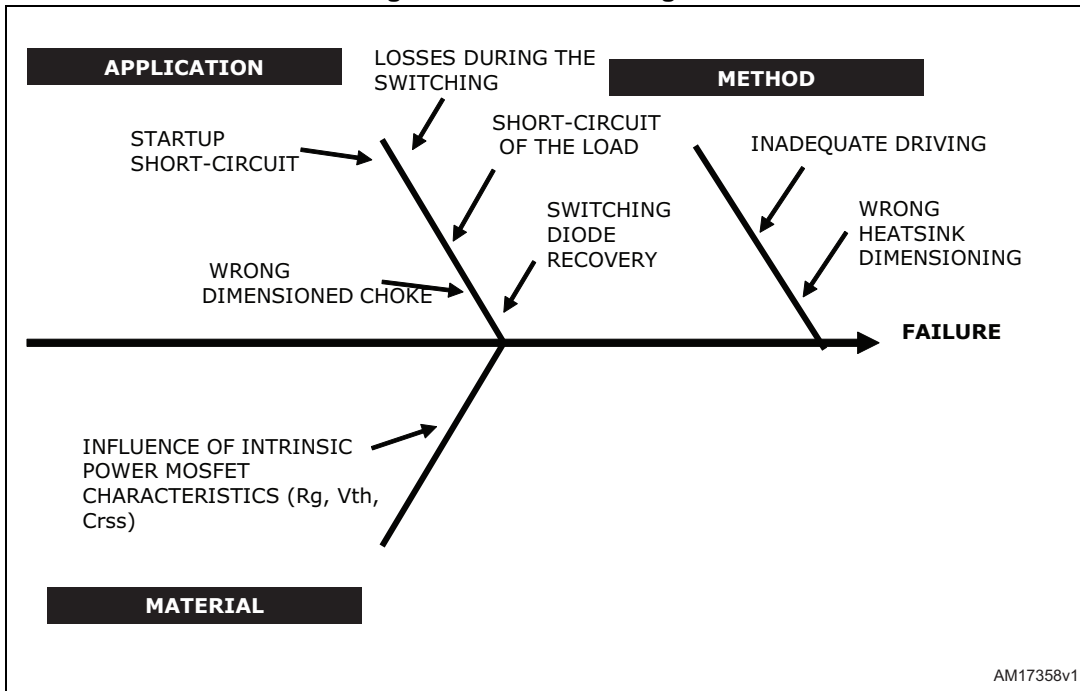 APPLICATION
LOSSES DURING THE
SWITCHING
METHOD
STARTUP
SHORT-CIRCUIT
SHORT-CIRCUIT
OF THE LOAD
INADEQUATE DRIVING
SWITCHING
DIODE
RECOVERY
WRONG
HEATSINK
DIMENSIONING
WRONG
DIMENSIONED CHOKE
FAILURE
INFLUENCE OF INTRINSIC
POWER MOSFET
CHARACTERISTICS (Rg, Vth,
Crss)
MATERIAL
AM17358v1